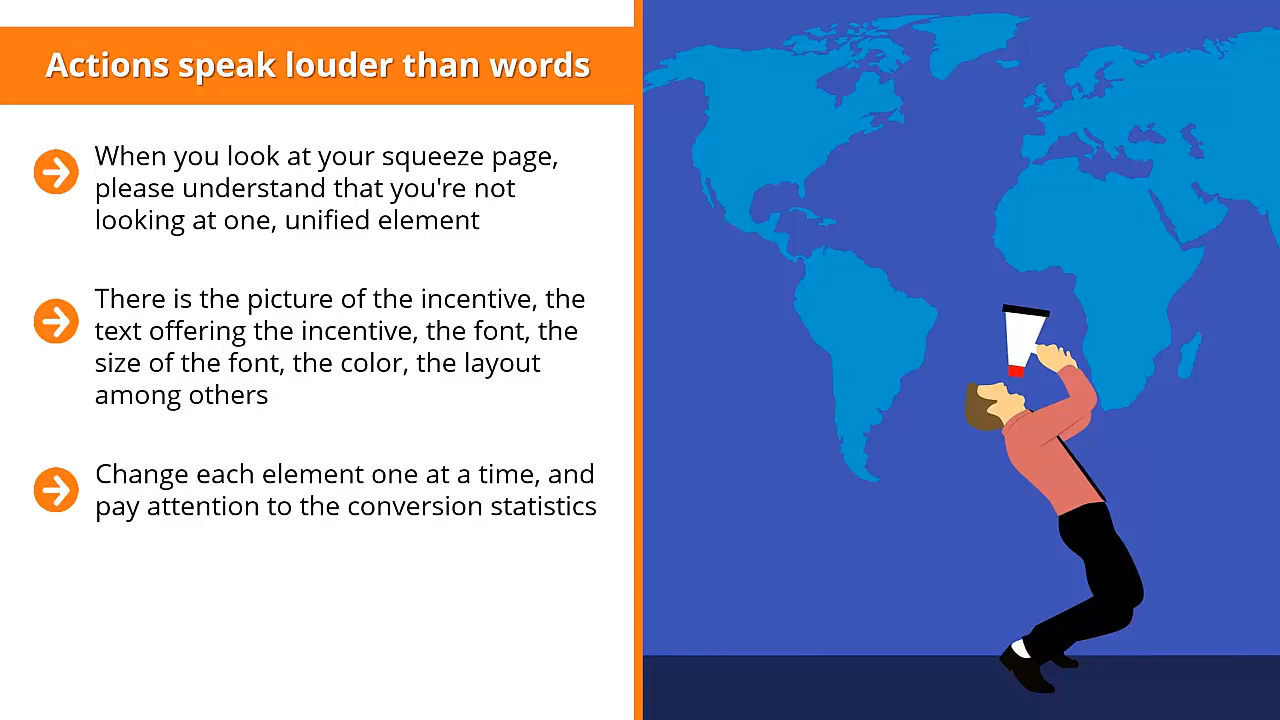 Actions speak louder than words
When you look at your squeeze page,
please understand that you're not
looking at one, unified element
There is the picture of the incentive, the
text offering the incentive, the font, the
size of the font, the color, the layout
among others
Change each element one at a time, and
pay attention to the conversion statistics